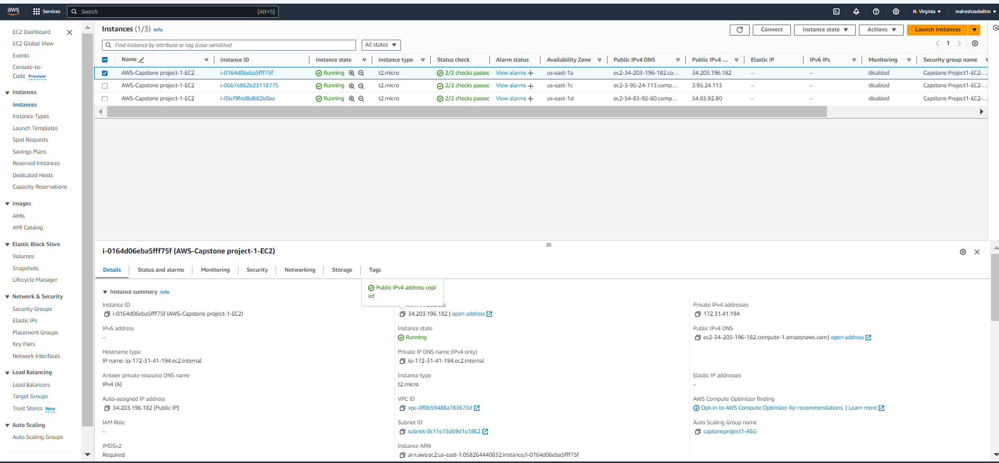 aws Services Search [Alt+S] N. Virginia maheshzadeiitm
EC2 Dashboard
EC2 Global View
Events
Console-to-
Code Preview
Instances
Instances
Instance Types
Launch Templates
Spot Requests
Savings Plans
Reserved Instances
Dedicated Hosts
Capacity Reservations
Images
AMIs
AMI Catalog
Elastic Block Store
Volumes
Snapshots
Lifecycle Manager
Network & Security
Security Groups
Elastic IPs
Placement Groups
Key Pairs
Network Interfaces
Load Balancing
Load Balancers
Target Groups
Trust Stores New
Auto Scaling
Auto Scaling Groups
Instances (1/3) Info Connect Instance state Actions Launch instances
Find Instance by attribute or tag (case-sensitive) All states 1
Name Instance ID Instance state Instance type Status check Alarm status Availability Zone Public IPv4 DNS Public IPv4 ... Elastic IP IPv6 IPs Monitoring Security group name
AWS-Capstone project-1-EC2 i-0164d06eba5fff75f Running t2.micro 2/2 checks passed View alarms + us-east-1a ec2-34-203-196-182.co... 34.203.196.182 – – disabled Capstone Project1-EC2-...
AWS-Capstone project-1-EC2 i-0bb7e862b23118775 Running t2.micro 2/2 checks passed View alarms + us-east-1c ec2-3-95-24-113.comp... 3.95.24.113 – – disabled Capstone Project1-EC2-...
AWS-Capstone project-1-EC2 i-05cf9fed8d882b0aa Running t2.micro 2/2 checks passed View alarms + us-east-1d ec2-54-83-92-80.comp... 54.83.92.80 – – disabled Capstone Project1-EC2-...
i-0164d06eba5fff75f (AWS-Capstone project-1-EC2)
Details Status and alarms Monitoring Security Networking Storage Tags
Public IPv4 address copi
ed
Instance summary Info
Instance ID
i-0164d06eba5fff75f (AWS-Capstone project-1-EC2)
34.203.196.182 | open address
Private IPv4 addresses
172.31.41.194
IPv6 address
–
Instance state
Running
Public IPv4 DNS
ec2-34-203-196-182.compute-1.amazonaws.com | open address
Hostname type
IP name: ip-172-31-41-194.ec2.internal
Private IP DNS name (IPv4 only)
ip-172-31-41-194.ec2.internal
Answer private resource DNS name
IPv4 (A)
Instance type
t2.micro
Elastic IP addresses
–
Auto-assigned IP address
34.203.196.182 [Public IP]
VPC ID
vpc-0f0b59488a783673d
AWS Compute Optimizer finding
Opt-in to AWS Compute Optimizer for recommendations. | Learn more
IAM Role
–
Subnet ID
subnet-0c11e73d69d1e1862
Auto Scaling Group name
captoneproject1-ASG
IMDSv2
Required
Instance ARN
arn:aws:ec2:us-east-1:058264440832:instance/i-0164d06eba5fff75f